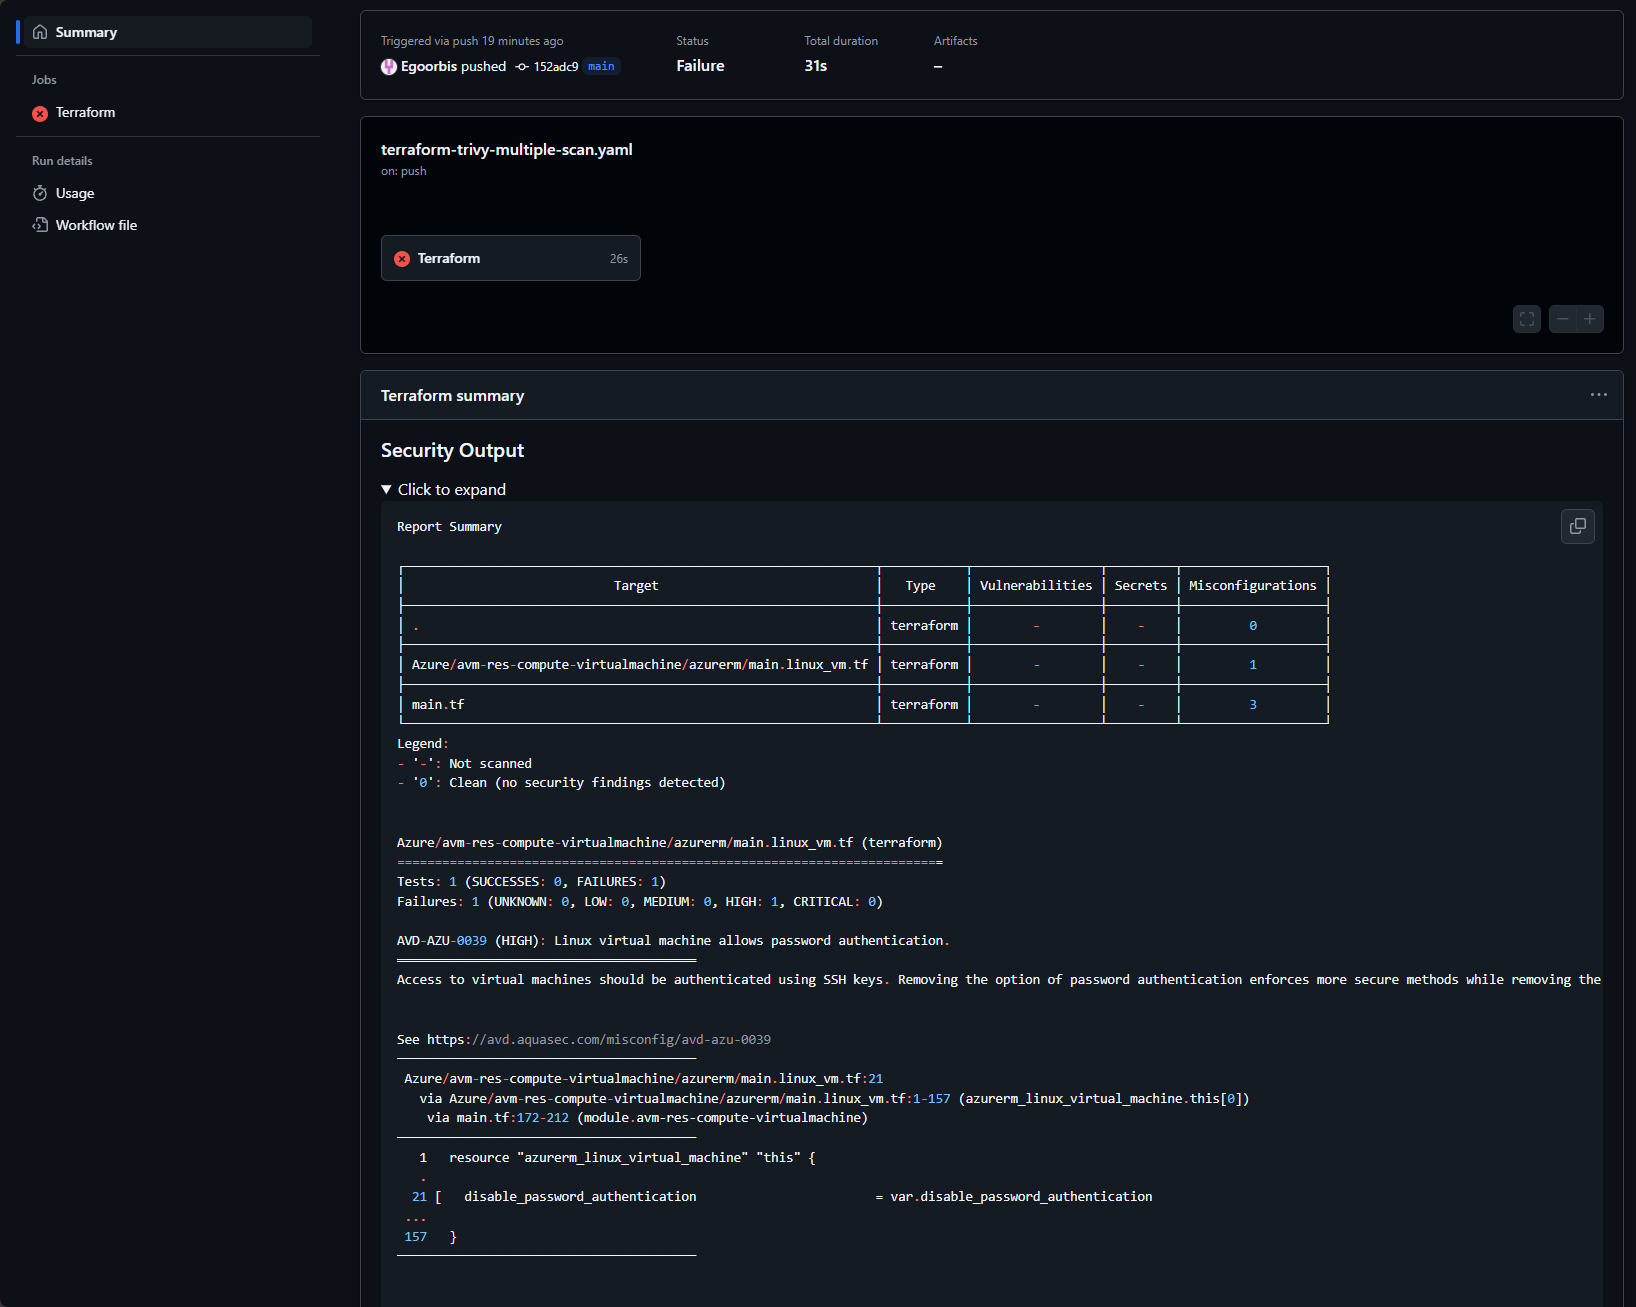 Summary
Jobs
Terraform
Run details
Usage
Workflow file
Triggered via push 19 minutes ago
Egoorbis pushed 152adc9 main
Status
Failure
Total duration
31s
Artifacts
–
terraform-trivy-multiple-scan.yaml
on: push
Terraform 26s
Terraform summary
Security Output
Click to expand
Report Summary
Target Type Vulnerabilities Secrets Misconfigurations
. terraform - - 0
Azure/avm-res-compute-virtualmachine/azurerm/main.linux_vm.tf terraform - - 1
main.tf terraform - - 3
Legend:
- '-': Not scanned
- '0': Clean (no security findings detected)
Azure/avm-res-compute-virtualmachine/azurerm/main.linux_vm.tf (terraform)
=========================================================================
Tests: 1 (SUCCESSES: 0, FAILURES: 1)
Failures: 1 (UNKNOWN: 0, LOW: 0, MEDIUM: 0, HIGH: 1, CRITICAL: 0)
AVD-AZU-0039 (HIGH): Linux virtual machine allows password authentication.
Access to virtual machines should be authenticated using SSH keys. Removing the option of password authentication enforces more secure methods while removing the
See https://avd.aquasec.com/misconfig/avd-azu-0039
Azure/avm-res-compute-virtualmachine/azurerm/main.linux_vm.tf:21
via Azure/avm-res-compute-virtualmachine/azurerm/main.linux_vm.tf:1-157 (azurerm_linux_virtual_machine.this[0])
via main.tf:172-212 (module.avm-res-compute-virtualmachine)
1 resource "azurerm_linux_virtual_machine" "this" {
.
21 [ disable_password_authentication = var.disable_password_authentication
...
157 }